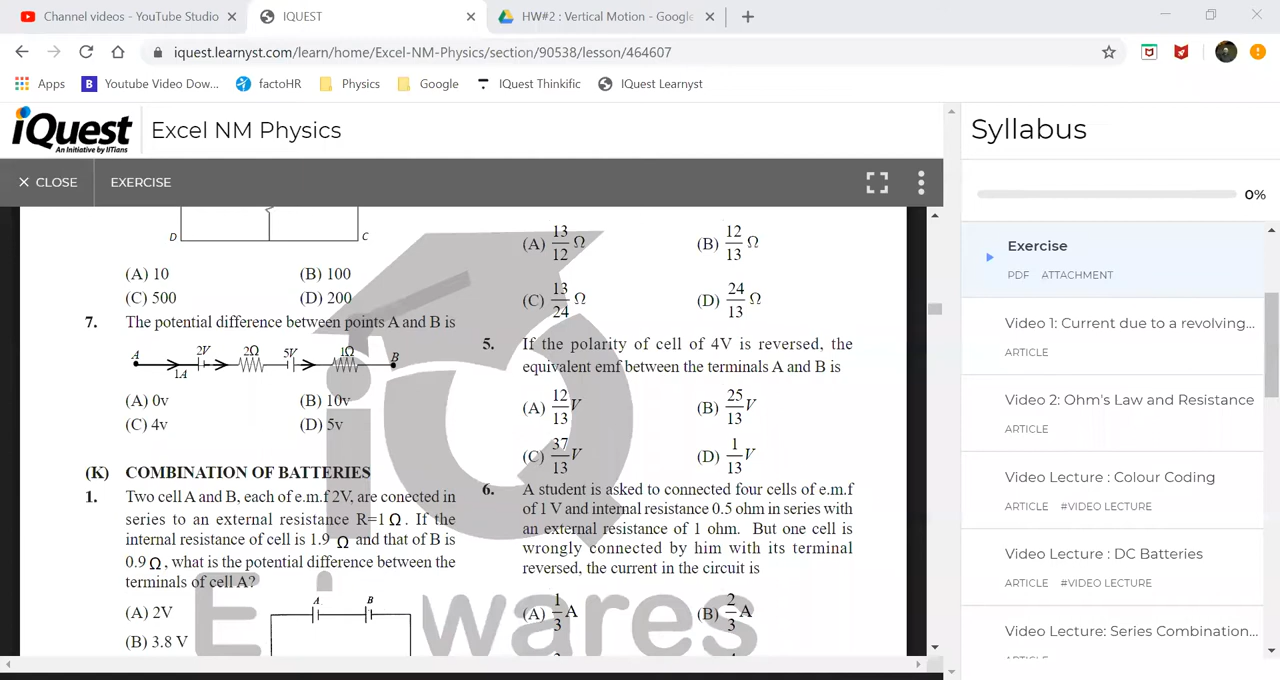 Channel videos - YouTube Studio
IQUEST
HW#2 : Vertical Motion - Google
iquest.learnyst.com/learn/home/Excel-NM-Physics/section/90538/lesson/464607
Apps
Youtube Video Dow...
factoHR
Physics
Google
IQuest Thinkific
IQuest Learnyst
iQuest
An Initiative by IITians
Excel NM Physics
CLOSE
EXERCISE
D C
(A) 10 (B) 100
(C) 500 (D) 200
7. The potential difference between points A and B is
A 2V 2Ω 5V 1Ω B
1A
(A) 0v (B) 10v
(C) 4v (D) 5v
(K) COMBINATION OF BATTERIES
1. Two cell A and B, each of e.m.f 2V, are conected in
series to an external resistance R=1 Ω. If the
internal resistance of cell is 1.9 Ω and that of B is
0.9 Ω, what is the potential difference between the
terminals of cell A?
(A) 2V
(B) 3.8 V
A B
(A) 13/12 Ω (B) 12/13 Ω
(C) 13/24 Ω (D) 24/13 Ω
5. If the polarity of cell of 4V is reversed, the
equivalent emf between the terminals A and B is
(A) 12/13 V (B) 25/13 V
(C) 37/13 V (D) 1/13 V
6. A student is asked to connected four cells of e.m.f
of 1 V and internal resistance 0.5 ohm in series with
an external resistance of 1 ohm. But one cell is
wrongly connected by him with its terminal
reversed, the current in the circuit is
(A) 1/3 A (B) 2/3 A
Syllabus
0%
Exercise
PDF ATTACHMENT
Video 1: Current due to a revolving...
ARTICLE
Video 2: Ohm's Law and Resistance
ARTICLE
Video Lecture : Colour Coding
ARTICLE #VIDEO LECTURE
Video Lecture : DC Batteries
ARTICLE #VIDEO LECTURE
Video Lecture: Series Combination...